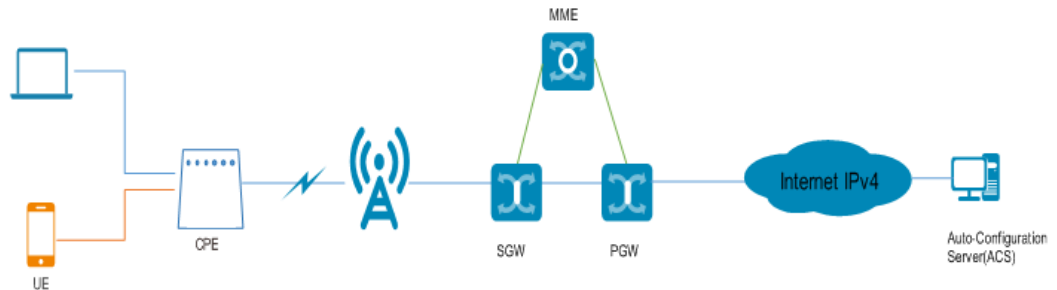 MME
Internet IPv4
CPE
SGW
PGW
Auto-Configuration
Server(ACS)
UE